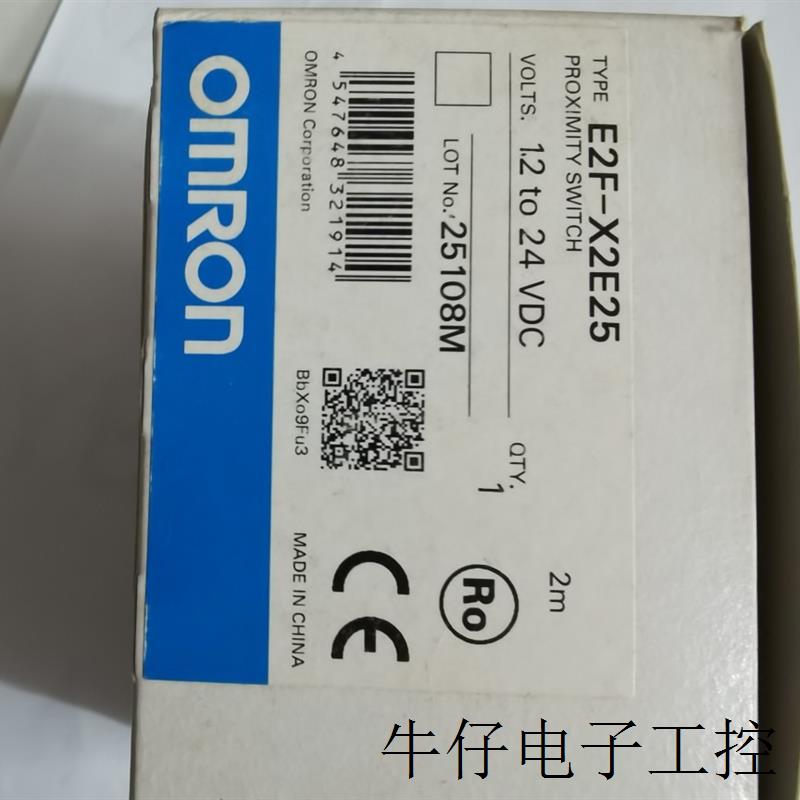 OMRON
TYPE E2F-X2E25
PROXIMITY SWITCH
VOLTS. 12 to 24 VDC
LOT No. 25108M
QTY. 1
2m
4 547648 321914
OMRON Corporation
BbXo9Fu3
MADE IN CHINA
CE
Ro
牛仔电子工控